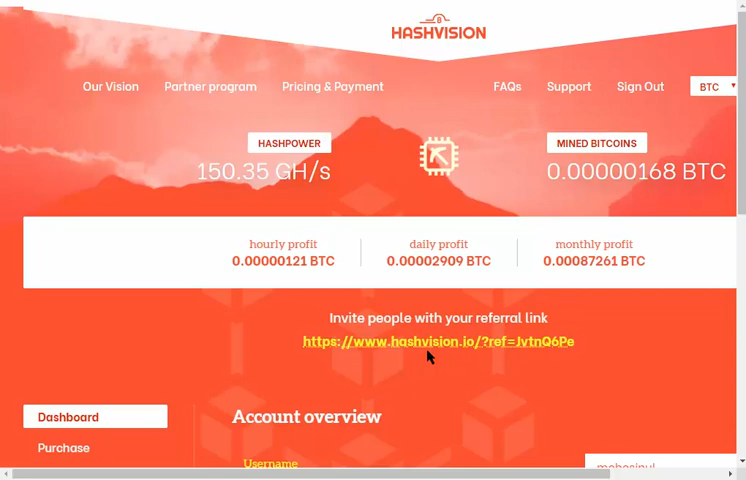 HASHVISION
Our Vision Partner program Pricing & Payment FAQs Support Sign Out BTC
HASHPOWER
150.35 GH/s
MINED BITCOINS
0.00000168 BTC
hourly profit
0.00000121 BTC
daily profit
0.00002909 BTC
monthly profit
0.00087261 BTC
Invite people with your referral link
https://www.hashvision.io/?ref=JvtnQ6Pe
Dashboard
Purchase
Account overview
Username